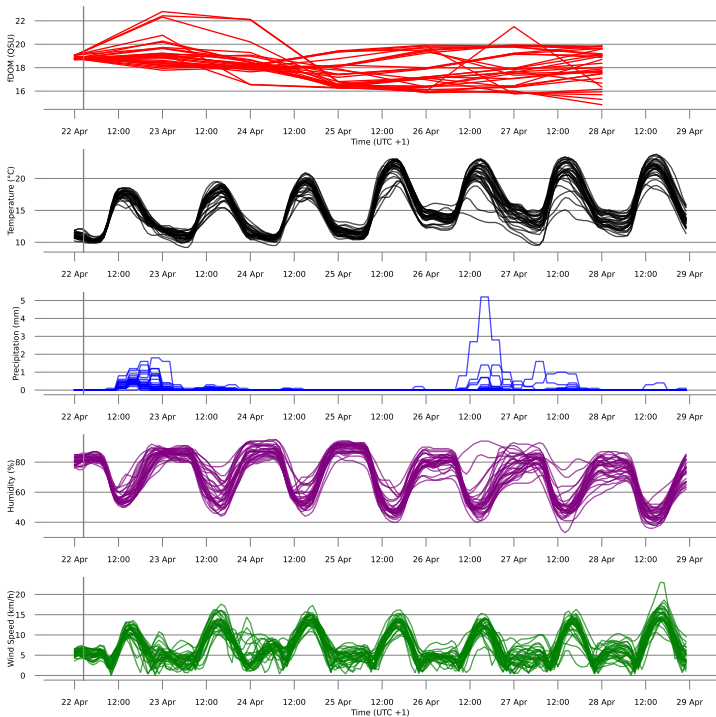 fDOM (QSU)
22
20
18
16
22 Apr 12:00 23 Apr 12:00 24 Apr 12:00 25 Apr 12:00 26 Apr 12:00 27 Apr 12:00 28 Apr 12:00 29 Apr
Time (UTC +1)
Temperature (°C)
20
15
10
22 Apr 12:00 23 Apr 12:00 24 Apr 12:00 25 Apr 12:00 26 Apr 12:00 27 Apr 12:00 28 Apr 12:00 29 Apr
Precipitation (mm)
5
4
3
2
1
0
22 Apr 12:00 23 Apr 12:00 24 Apr 12:00 25 Apr 12:00 26 Apr 12:00 27 Apr 12:00 28 Apr 12:00 29 Apr
Humidity (%)
80
60
40
22 Apr 12:00 23 Apr 12:00 24 Apr 12:00 25 Apr 12:00 26 Apr 12:00 27 Apr 12:00 28 Apr 12:00 29 Apr
Wind Speed (km/h)
20
15
10
5
0
22 Apr 12:00 23 Apr 12:00 24 Apr 12:00 25 Apr 12:00 26 Apr 12:00 27 Apr 12:00 28 Apr 12:00 29 Apr
Time (UTC +1)